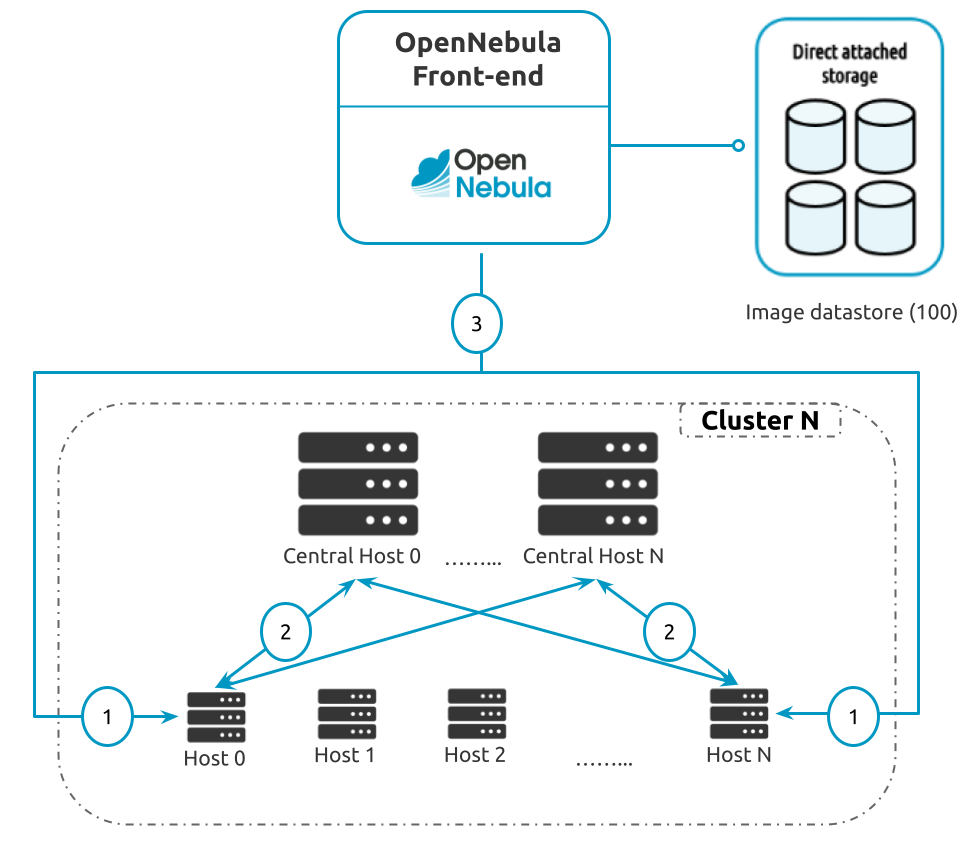 OpenNebula
Front-end
Open
Nebula
Direct attached
storage
Image datastore (100)
3
Cluster N
Central Host 0
……...
Central Host N
2
2
1
1
Host 0
Host 1
Host 2
……...
Host N